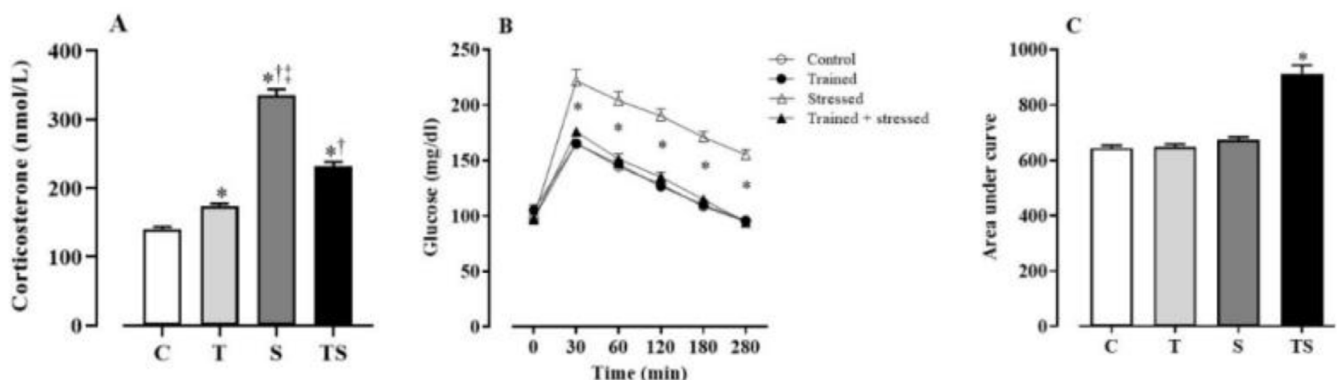 A
Corticosterone (nmol/L)
400
300
200
100
0
*
*†‡
*†
C T S TS
B
Glucose (mg/dl)
250
200
150
100
50
0
* * * * *
0 30 60 120 180 280
Time (min)
Control
Trained
Stressed
Trained + stressed
C
Area under curve
1000
800
600
400
200
0
*
C T S TS